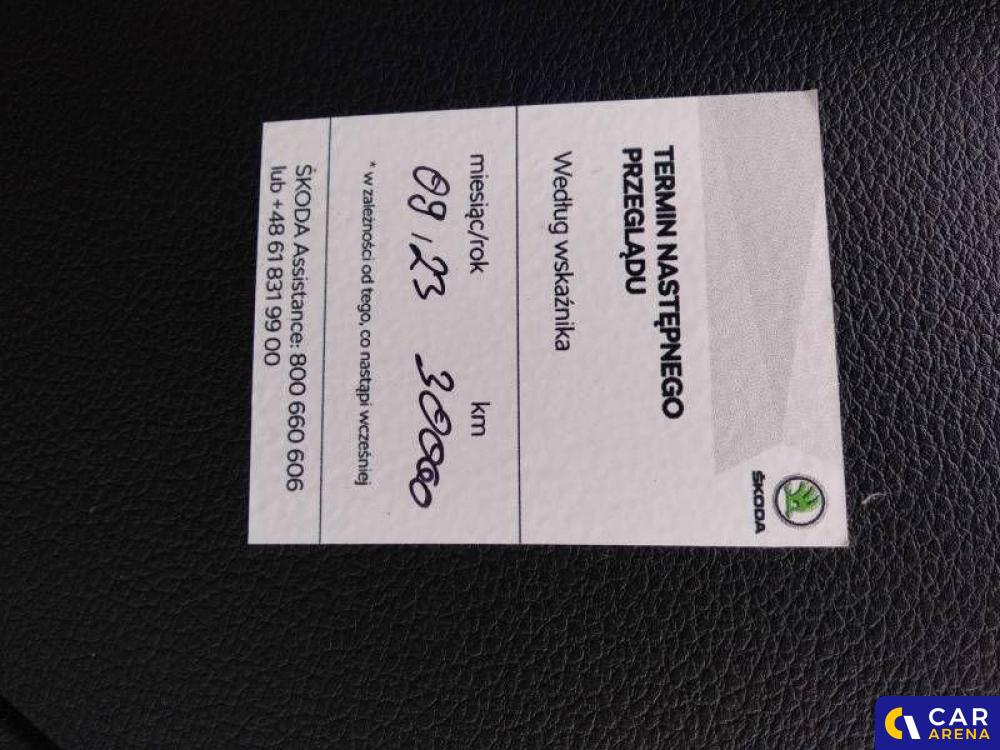 ŠKODA
TERMIN NASTĘPNEGO
PRZEGLĄDU
Według wskaźnika
miesiąc/rok km
09,23 30000
* w zależności od tego, co nastąpi wcześniej
ŠKODA Assistance: 800 660 606
lub +48 61 831 99 00
CAR
ARENA